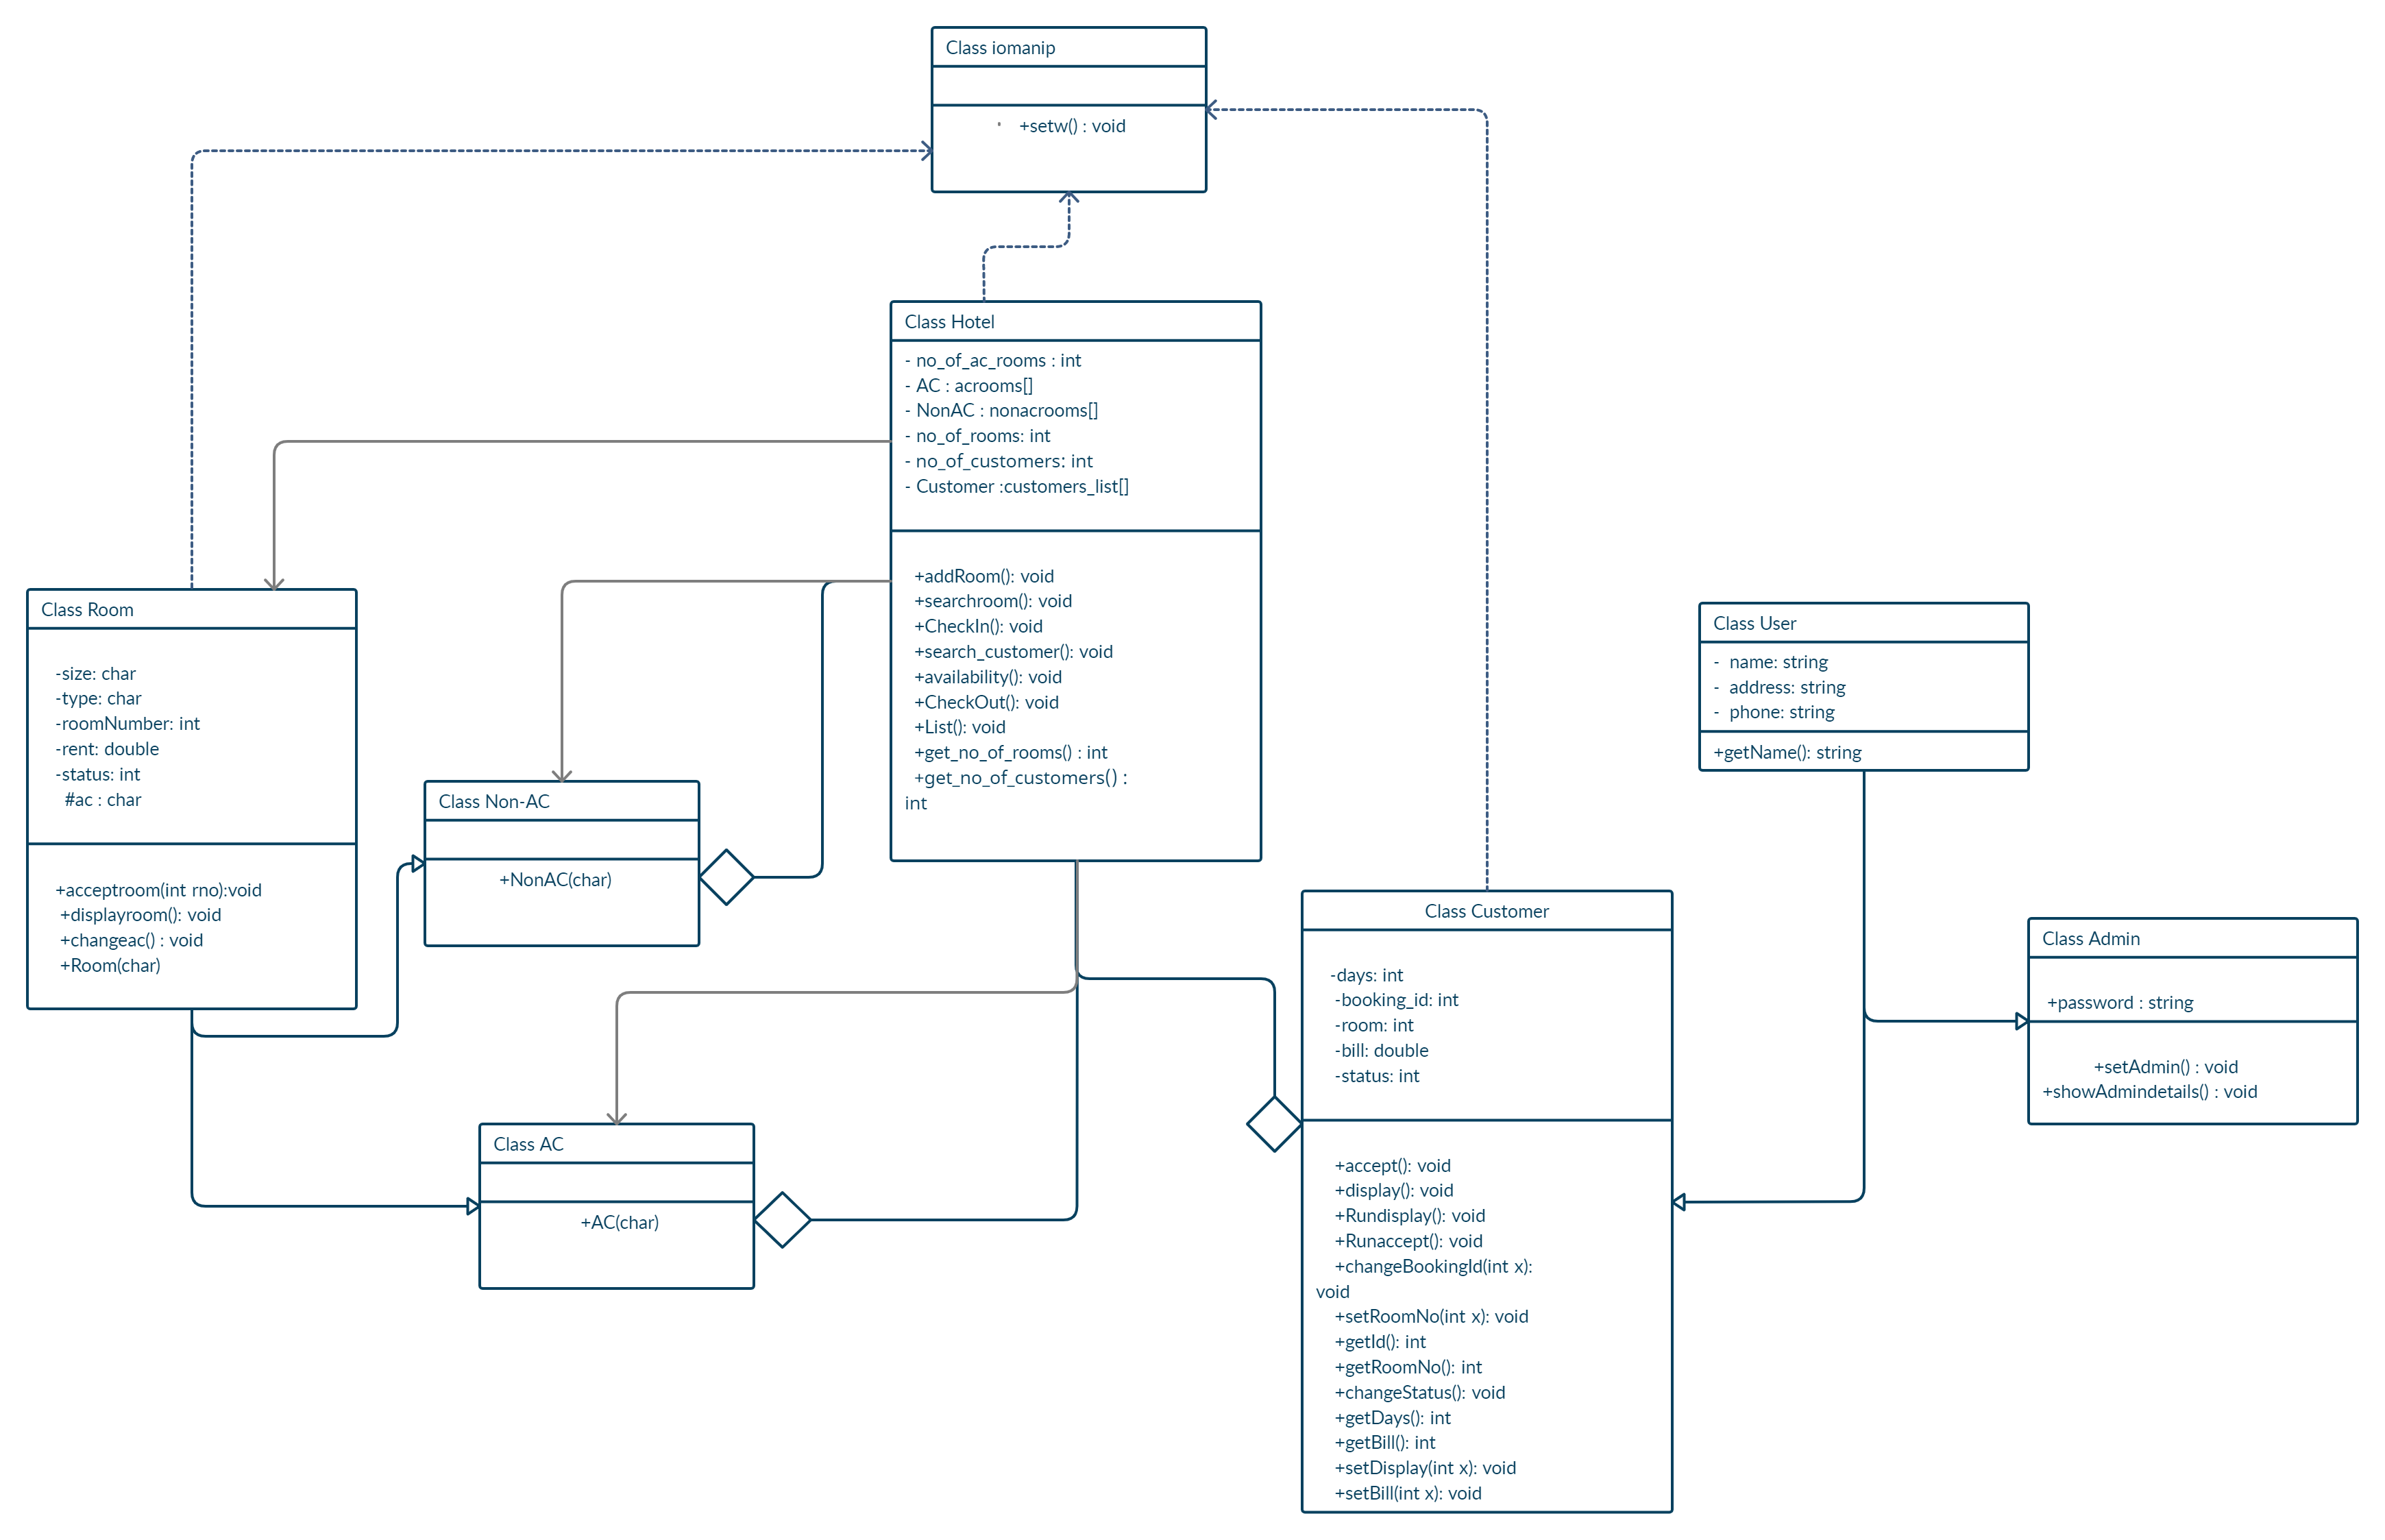 Class iomanip
+setw() : void
Class Hotel
- no_of_ac_rooms : int
- AC : acrooms[]
- NonAC : nonacrooms[]
- no_of_rooms: int
- no_of_customers: int
- Customer :customers_list[]
+addRoom(): void
+searchroom(): void
+CheckIn(): void
+search_customer(): void
+availability(): void
+CheckOut(): void
+List(): void
+get_no_of_rooms() : int
+get_no_of_customers() :
int
Class Room
-size: char
-type: char
-roomNumber: int
-rent: double
-status: int
#ac : char
+acceptroom(int rno):void
+displayroom(): void
+changeac() : void
+Room(char)
Class Non-AC
+NonAC(char)
Class AC
+AC(char)
Class Customer
-days: int
-booking_id: int
-room: int
-bill: double
-status: int
+accept(): void
+display(): void
+Rundisplay(): void
+Runaccept(): void
+changeBookingId(int x):
void
+setRoomNo(int x): void
+getId(): int
+getRoomNo(): int
+changeStatus(): void
+getDays(): int
+getBill(): int
+setDisplay(int x): void
+setBill(int x): void
Class User
- name: string
- address: string
- phone: string
+getName(): string
Class Admin
+password : string
+setAdmin() : void
+showAdmindetails() : void